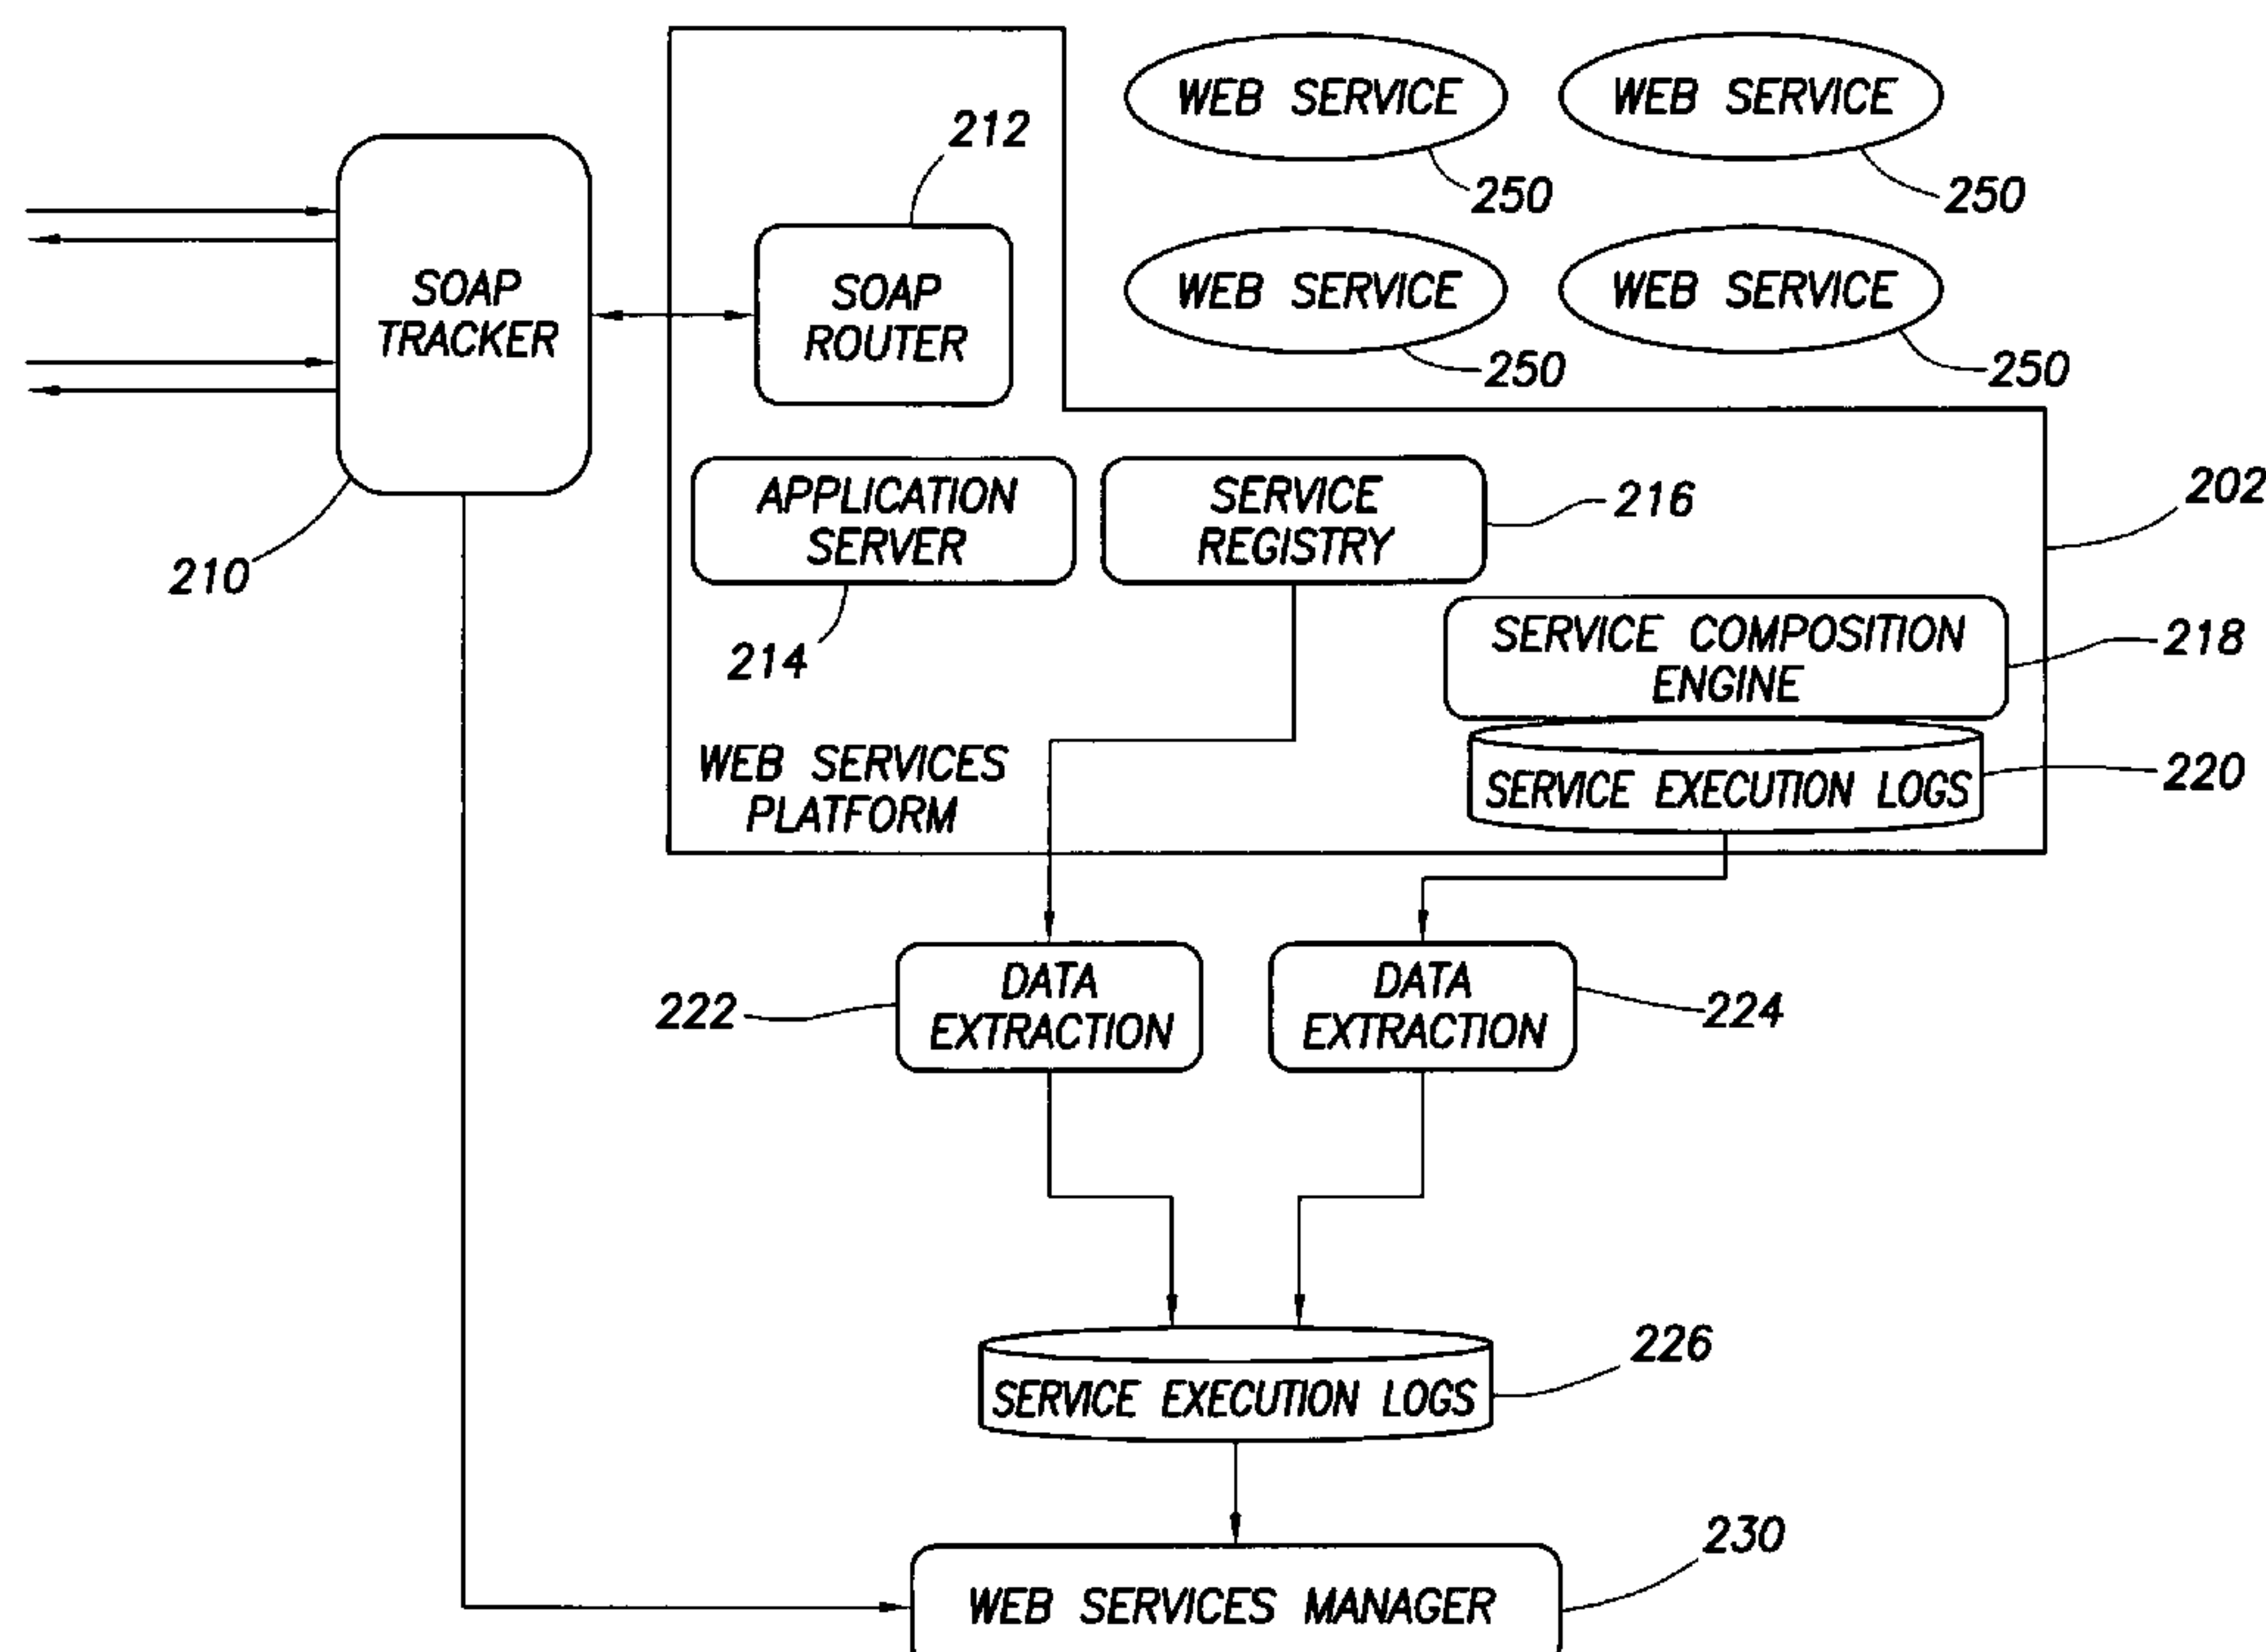 WEB SERVICE
WEB SERVICE
212
250
250
SOAP
TRACKER
SOAP
ROUTER
WEB SERVICE
WEB SERVICE
250
250
210
APPLICATION
SERVER
214
SERVICE
REGISTRY
216
202
SERVICE COMPOSITION
ENGINE
218
WEB SERVICES
PLATFORM
SERVICE EXECUTION LOGS
220
222
DATA
EXTRACTION
DATA
EXTRACTION
224
226
SERVICE EXECUTION LOGS
230
WEB SERVICES MANAGER